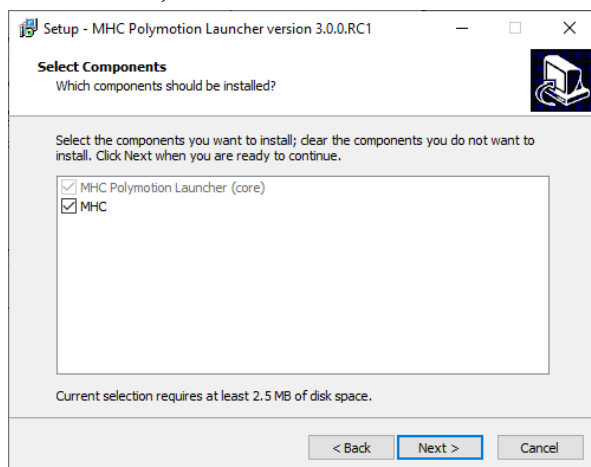 Setup - MHC Polymotion Launcher version 3.0.0.RC1
Select Components
Which components should be installed?
Select the components you want to install; clear the components you do not want to
install. Click Next when you are ready to continue.
MHC Polymotion Launcher (core)
MHC
Current selection requires at least 2.5 MB of disk space.
< Back Next > Cancel